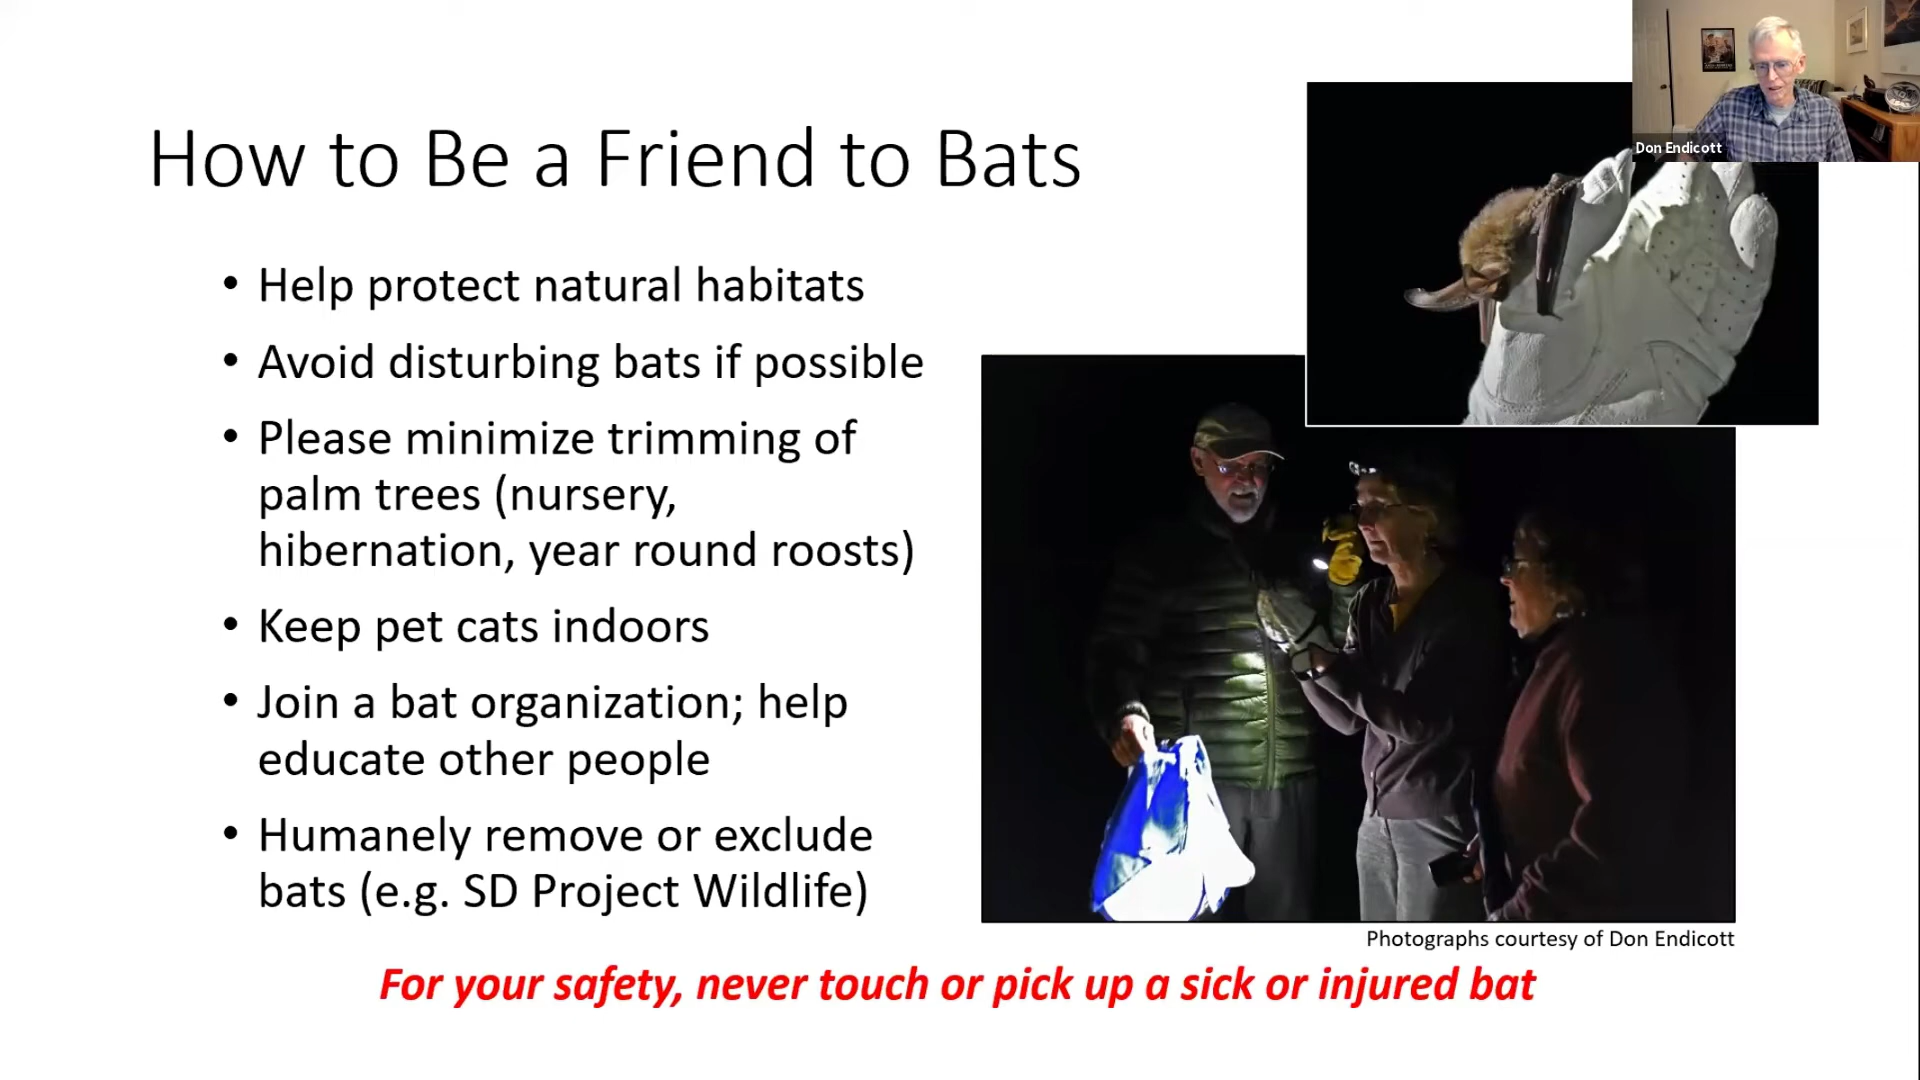 How to Be a Friend to Bats
• Help protect natural habitats
• Avoid disturbing bats if possible
• Please minimize trimming of
palm trees (nursery,
hibernation, year round roosts)
• Keep pet cats indoors
• Join a bat organization; help
educate other people
• Humanely remove or exclude
bats (e.g. SD Project Wildlife)
Don Endicott
Photographs courtesy of Don Endicott
For your safety, never touch or pick up a sick or injured bat